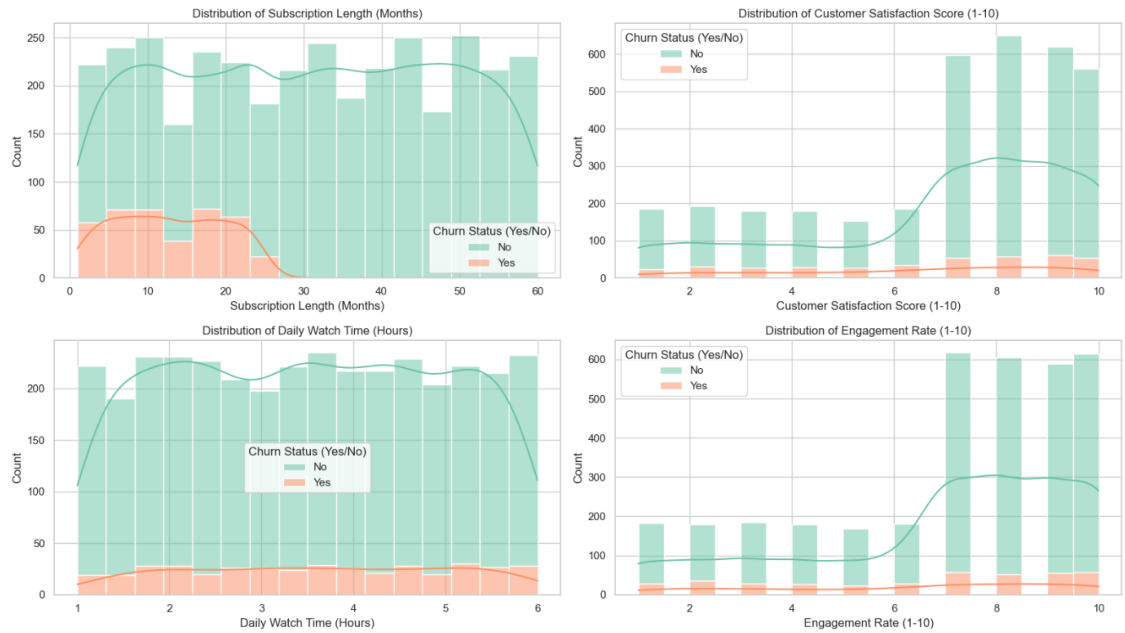 Distribution of Subscription Length (Months)
250
200
150
100
50
0
Count
Churn Status (Yes/No)
No
Yes
0 10 20 30 40 50 60
Subscription Length (Months)
Distribution of Customer Satisfaction Score (1-10)
Churn Status (Yes/No)
No
Yes
600
500
400
300
200
100
0
Count
2 4 6 8 10
Customer Satisfaction Score (1-10)
Distribution of Daily Watch Time (Hours)
200
150
100
50
0
Count
Churn Status (Yes/No)
No
Yes
1 2 3 4 5 6
Daily Watch Time (Hours)
Distribution of Engagement Rate (1-10)
Churn Status (Yes/No)
No
Yes
600
500
400
300
200
100
0
Count
2 4 6 8 10
Engagement Rate (1-10)